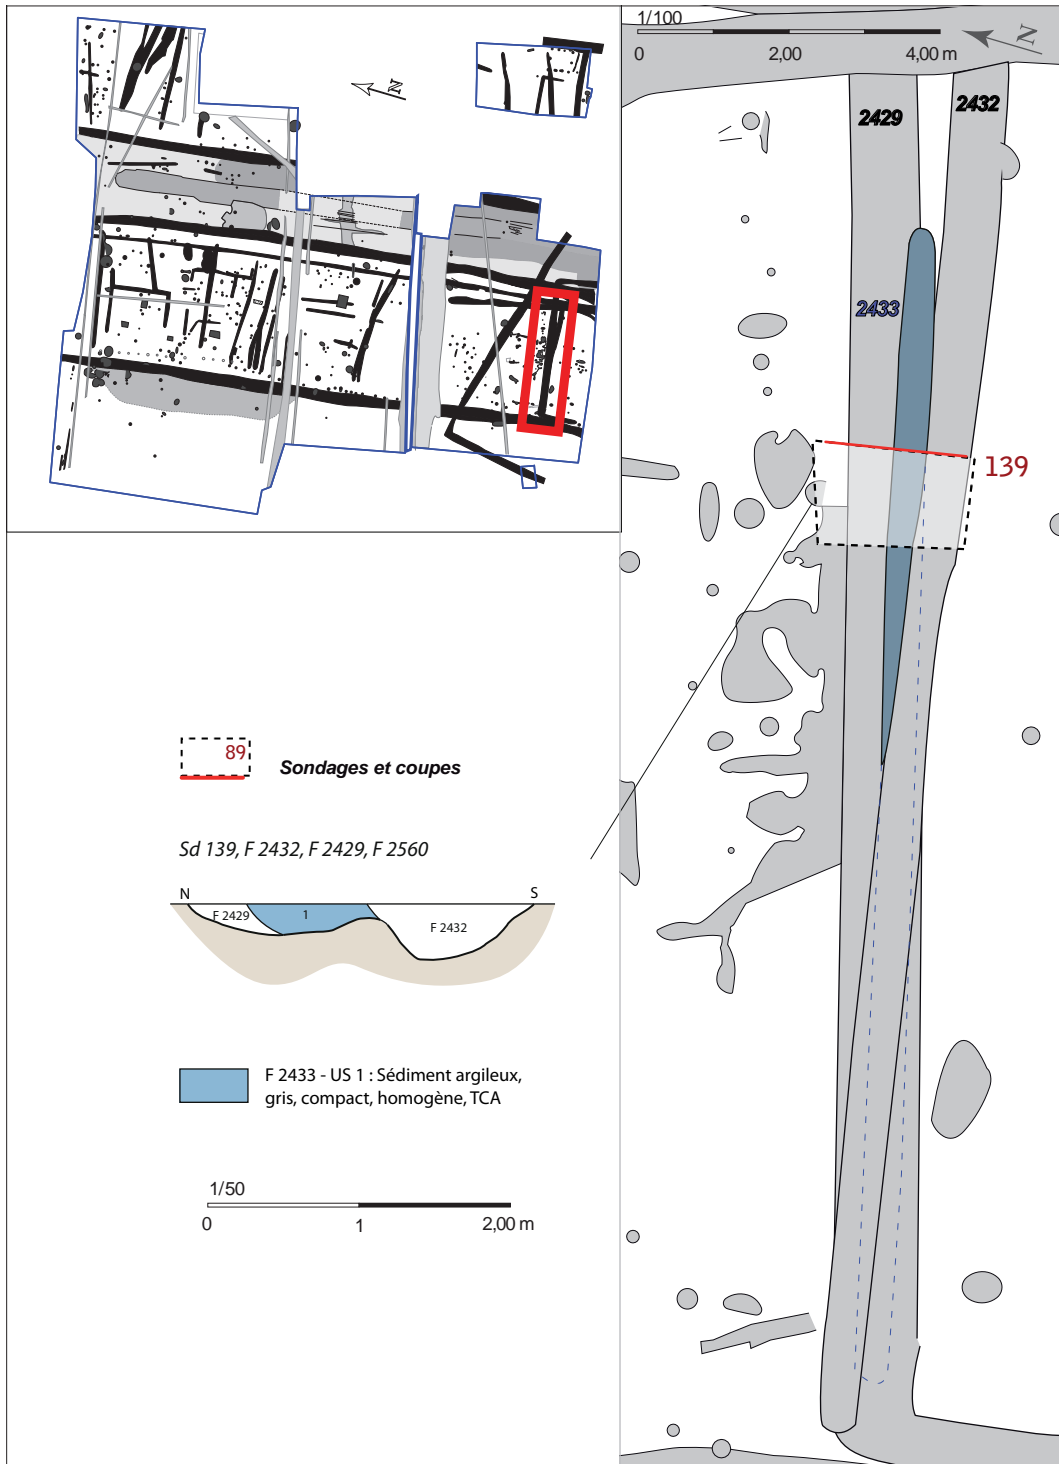 N
1/100
N
0
2,00
4,00 m
2429
2432
2433
139
89
Sondages et coupes
Sd 139, F 2432, F 2429, F 2560
N
S
F 2429
1
F 2432
F 2433 - US 1 : Sédiment argileux,
gris, compact, homogène, TCA
1/50
0
1
2,00 m